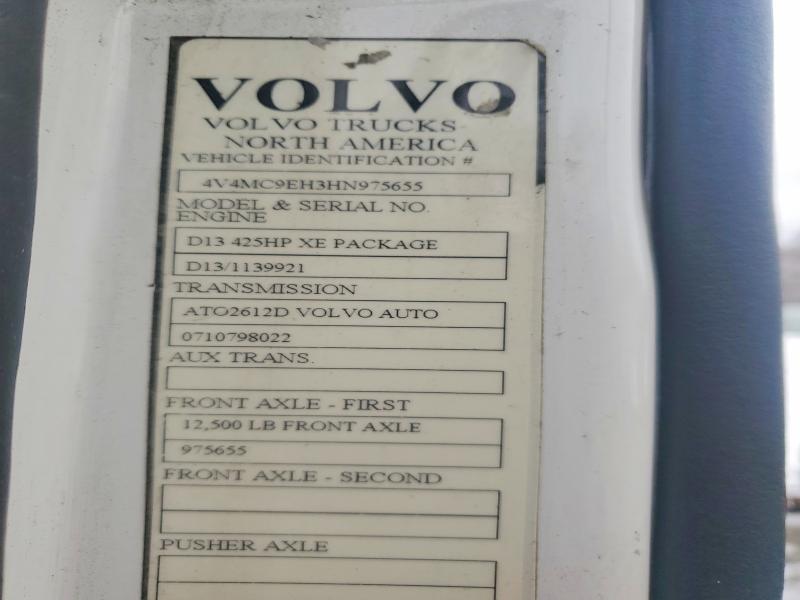 VOLVO
VOLVO TRUCKS
NORTH AMERICA
VEHICLE IDENTIFICATION #
4V4MC9EH3HN975655
MODEL & SERIAL NO.
ENGINE
D13 425HP XE PACKAGE
D13/1139921
TRANSMISSION
ATO2612D VOLVO AUTO
0710798022
AUX TRANS.
FRONT AXLE - FIRST
12,500 LB FRONT AXLE
975655
FRONT AXLE - SECOND
PUSHER AXLE